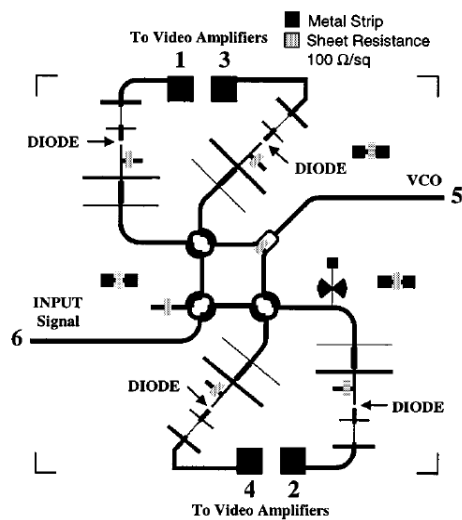 Metal Strip
To Video Amplifiers
Sheet Resistance
100 Ω/sq
1 3
DIODE
DIODE
VCO 5
INPUT
Signal
6
DIODE
DIODE
4 2
To Video Amplifiers